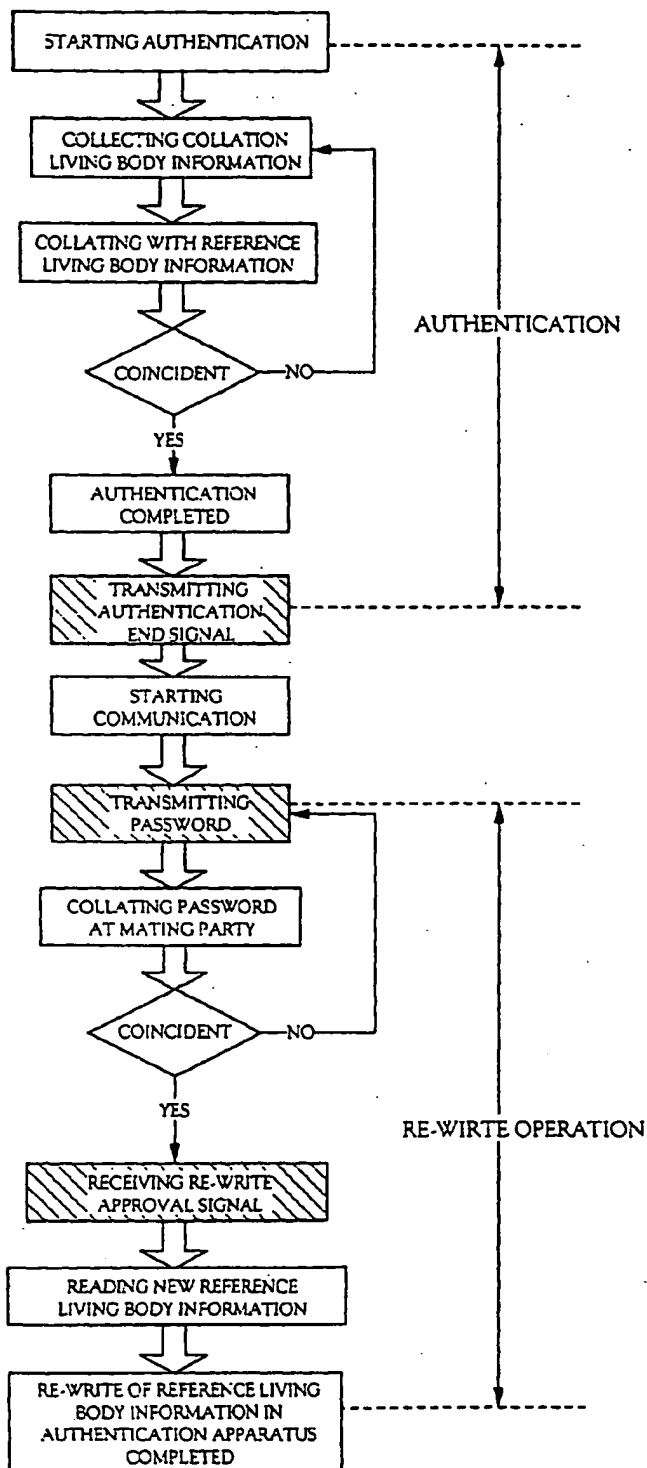 STARTING AUTHENTICATION
COLLECTING COLLATION
LIVING BODY INFORMATION
COLLATING WITH REFERENCE
LIVING BODY INFORMATION
AUTHENTICATION
COINCIDENT
NO
YES
AUTHENTICATION
COMPLETED
TRANSMITTING
AUTHENTICATION
END SIGNAL
STARTING
COMMUNICATION
TRANSMITTING
PASSWORD
COLLATING PASSWORD
AT MATING PARTY
COINCIDENT
NO
YES
RE-WIRTE OPERATION
RECEIVING RE-WRITE
APPROVAL SIGNAL
READING NEW REFERENCE
LIVING BODY INFORMATION
RE-WRITE OF REFERENCE LIVING
BODY INFORMATION IN
AUTHENTICATION APPARATUS
COMPLETED